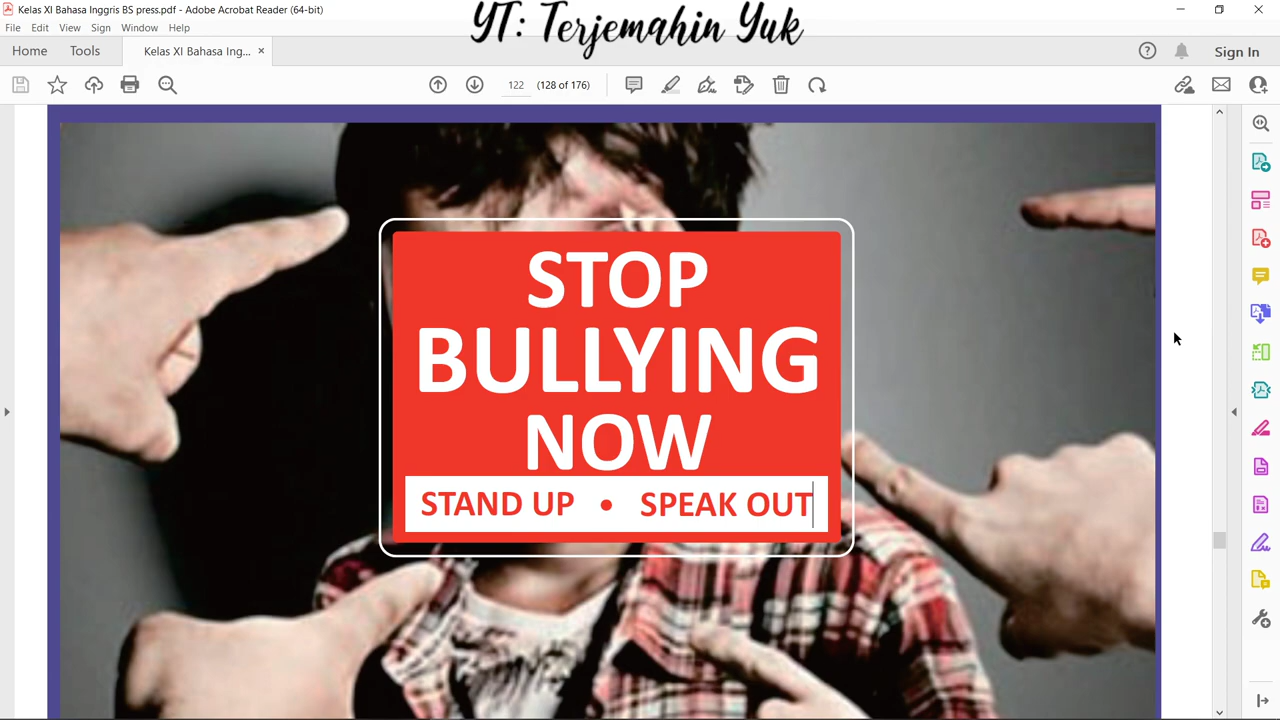 Kelas XI Bahasa Inggris BS press.pdf - Adobe Acrobat Reader (64-bit)
YT: Terjemahin Yuk
File Edit View Sign Window Help
Home Tools Kelas XI Bahasa Ing... × Sign In
122 (128 of 176)
STOP
BULLYING
NOW
STAND UP • SPEAK OUT